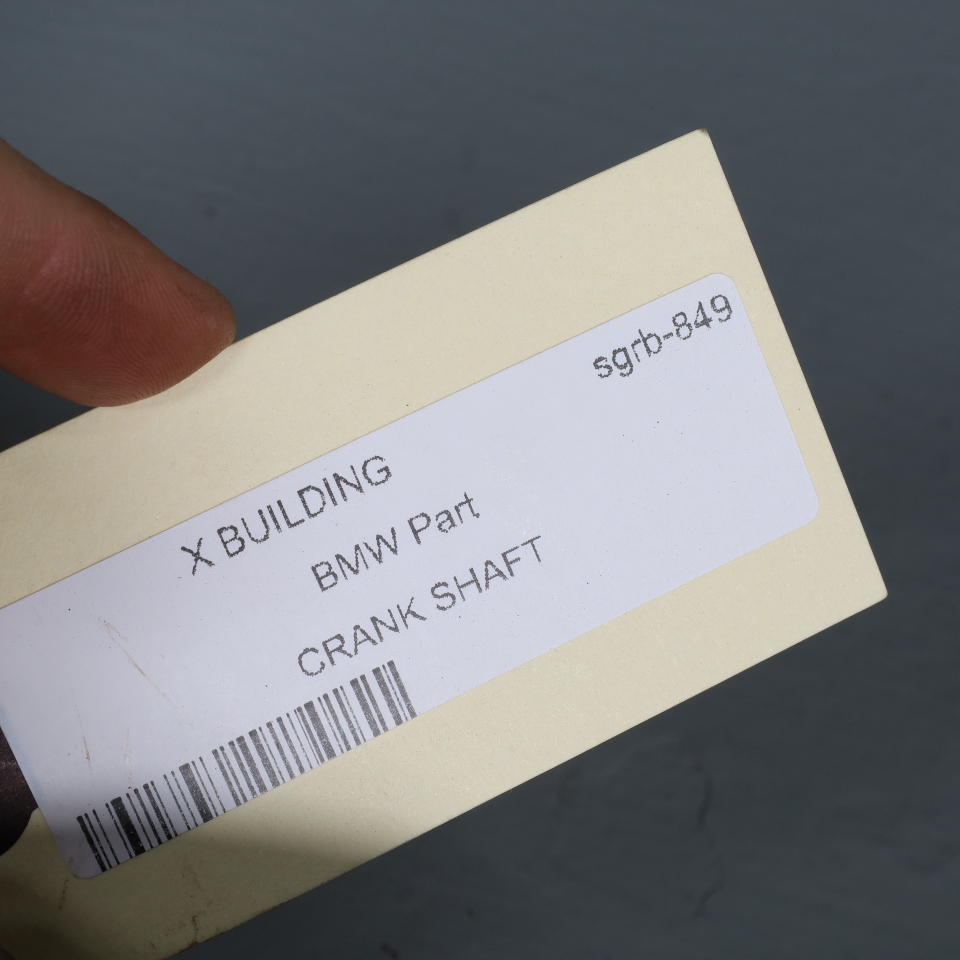 sgrb-849
X BUILDING
BMW Part
CRANK SHAFT